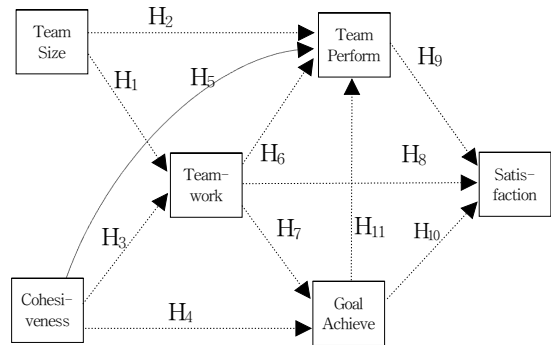 Team
Size
H₂
Team
Perform
H₁
H₅
H₉
H₆
H₈
Team-
work
Satis-
faction
H₃
H₇
H₁₁
H₁₀
Cohesi-
veness
H₄
Goal
Achieve